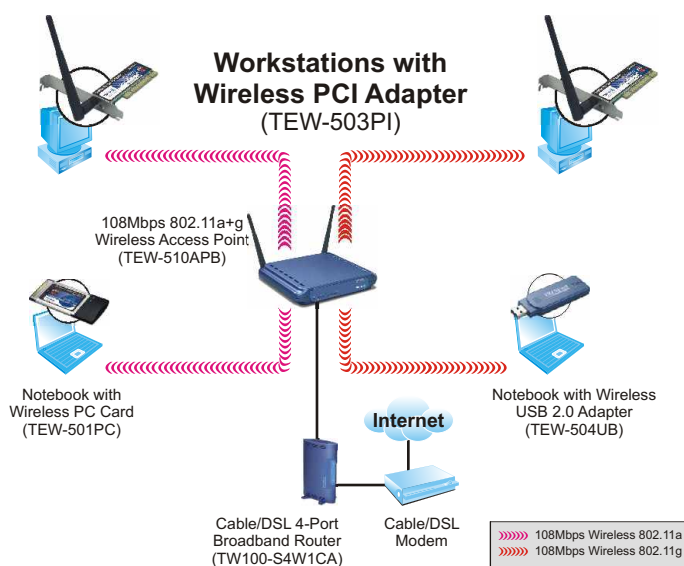 Workstations with
Wireless PCI Adapter
(TEW-503PI)
108Mbps 802.11a+g
Wireless Access Point
(TEW-510APB)
Notebook with
Wireless PC Card
(TEW-501PC)
Notebook with Wireless
USB 2.0 Adapter
(TEW-504UB)
Internet
Cable/DSL 4-Port
Broadband Router
(TW100-S4W1CA)
Cable/DSL
Modem
108Mbps Wireless 802.11a
108Mbps Wireless 802.11g